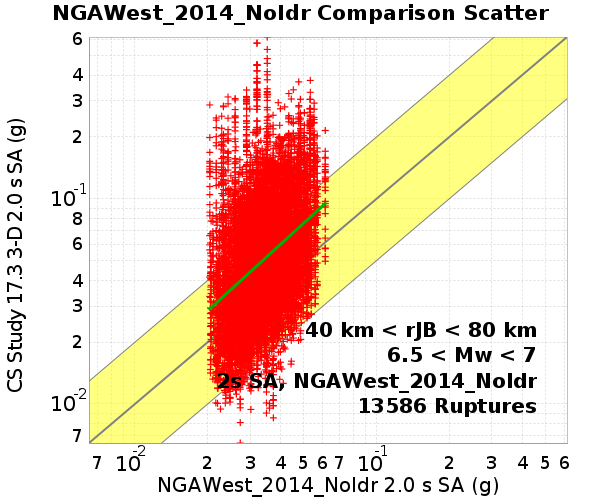 NGAWest_2014_NoIdr Comparison Scatter
6
4
3
2
10-1
8
6
4
3
2
10-2
7
CS Study 17.3 3-D 2.0 s SA (g)
40 km < rJB < 80 km
6.5 < Mw < 7
2s SA, NGAWest_2014_NoIdr
13586 Ruptures
7 10-2 2 3 4 5 6 7 10-1 2 3 4 5 6
NGAWest_2014_NoIdr 2.0 s SA (g)